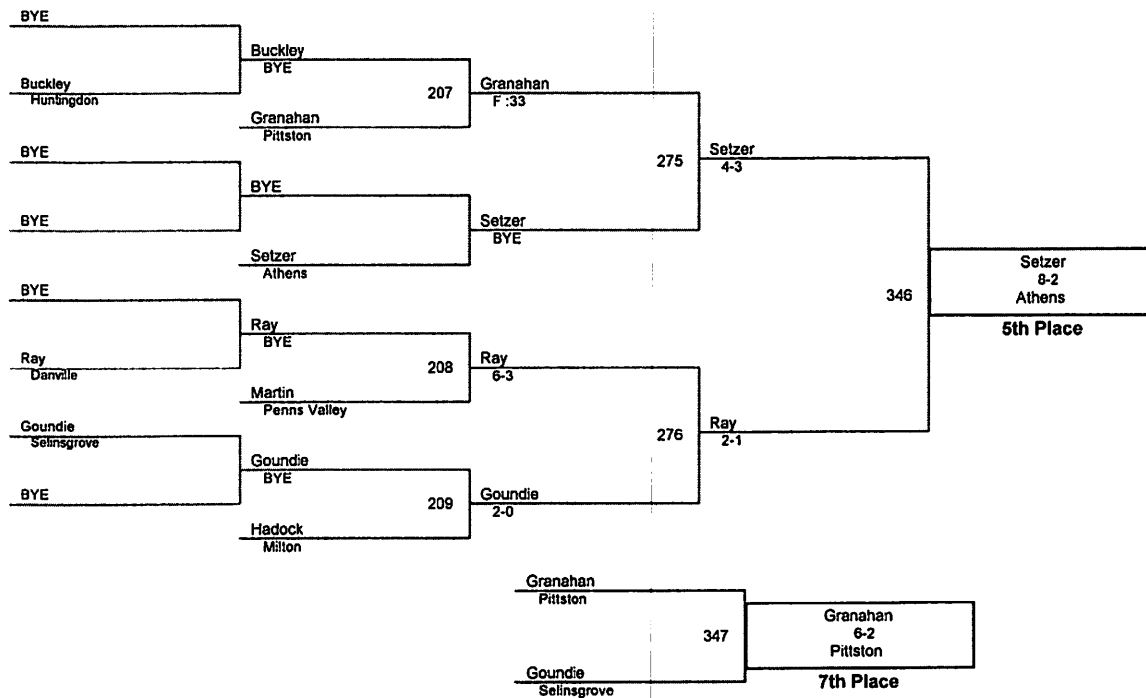 BYE
Buckley
Huntingdon
BYE
BYE
BYE
Ray
Danville
Goundie
Selinsgrove
BYE
Buckley
BYE
207
Granahan
Pittston
BYE
Setzer
Athens
Ray
BYE
208
Martin
Penns Valley
Goundie
BYE
209
Hadock
Milton
Granahan
F :33
275
Setzer
BYE
Ray
6-3
276
Goundie
2-0
Setzer
4-3
346
Ray
2-1
Setzer
8-2
Athens
5th Place
Granahan
Pittston
347
Goundie
Selinsgrove
Granahan
6-2
Pittston
7th Place